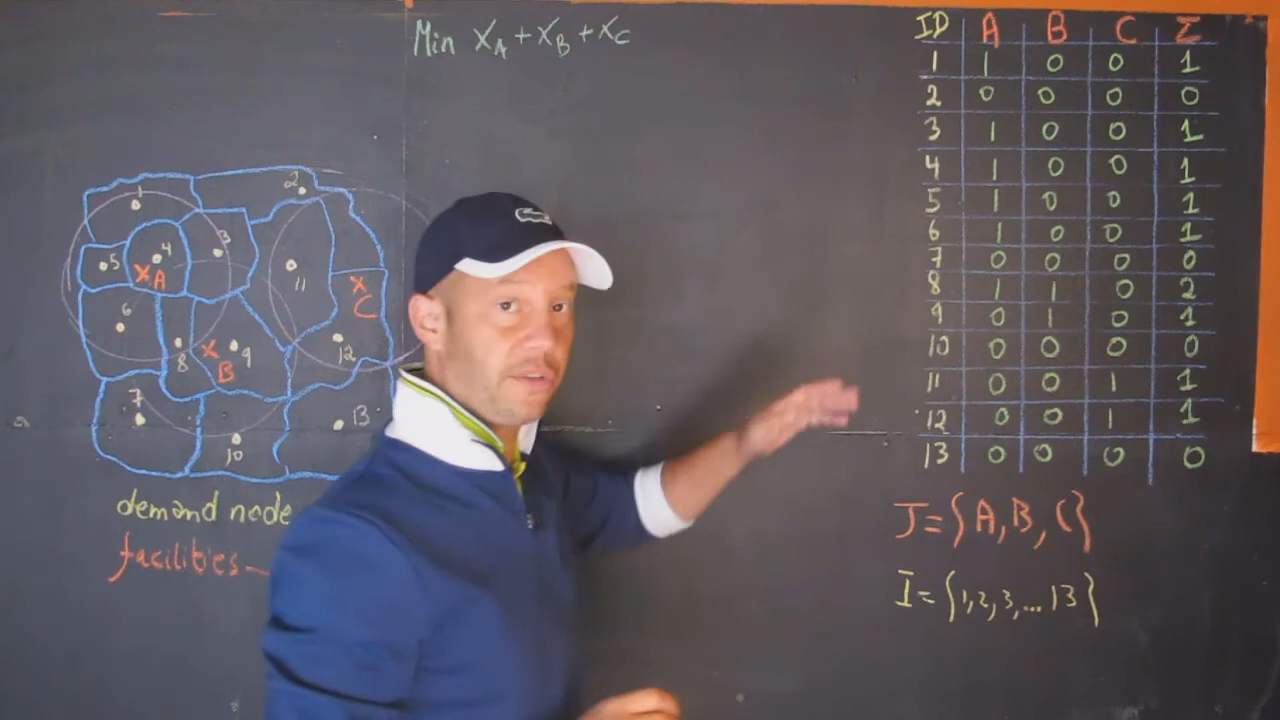 Min X_A + X_B + X_C
ID A B C Σ
1 1 0 0 1
2 0 0 0 0
3 1 0 0 1
4 1 0 0 1
5 1 0 0 1
6 1 0 0 1
7 0 0 0 0
8 1 1 0 2
9 0 1 0 1
10 0 0 0 0
11 0 0 1 1
12 0 0 1 1
13 0 0 0 0
J={A,B,C}
I={1,2,3,...13}
1
2
3
4
5
X A
11
X C
6
8
X B
9
12
7
10
13
demand node
facilities